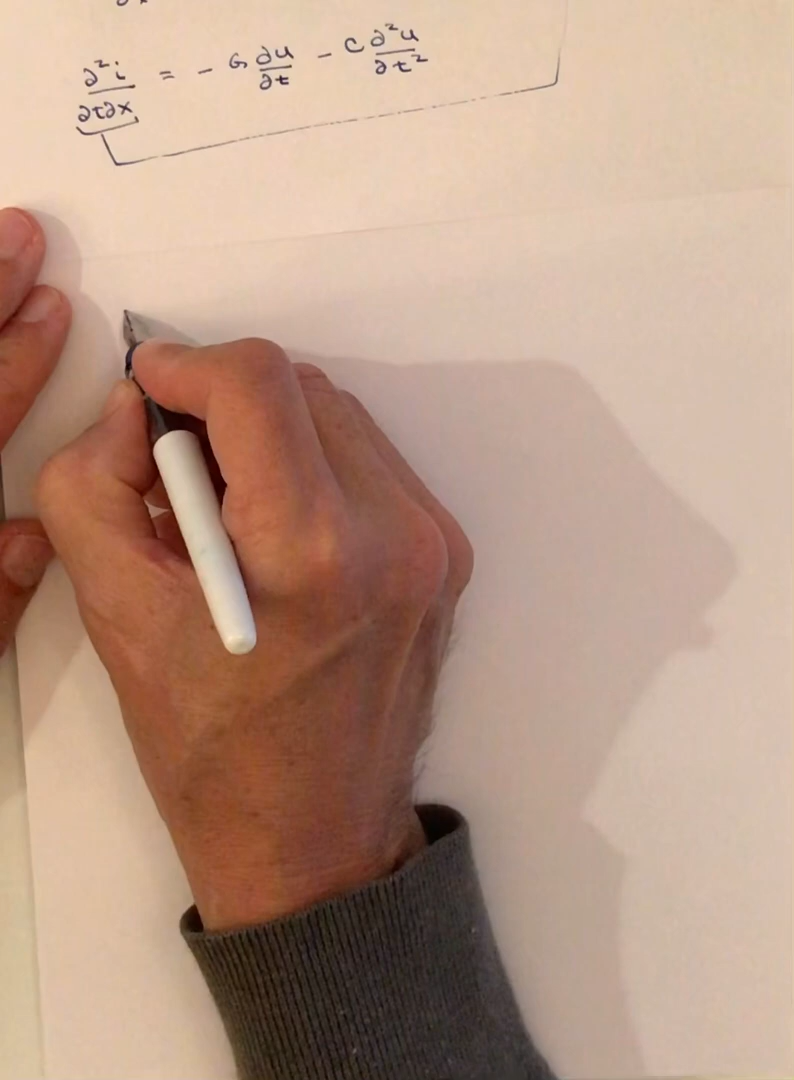 ∂²i/∂t∂x = - G ∂u/∂t - C ∂²u/∂t²